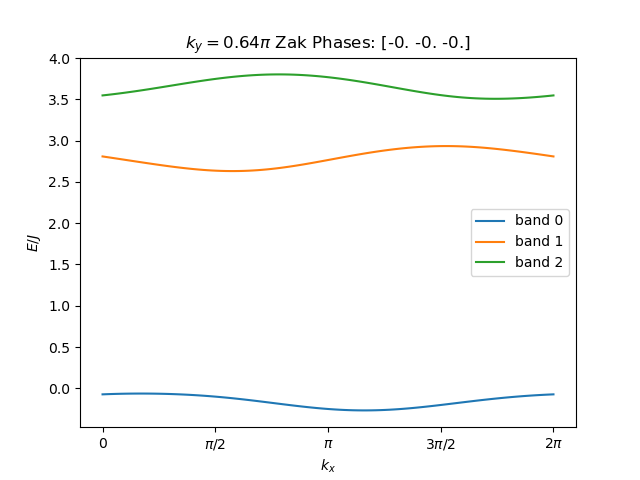 $k_y = 0.64\pi$ Zak Phases: [-0. -0. -0.]
4.0
3.5
3.0
2.5
2.0
1.5
1.0
0.5
0.0
E/J
band 0
band 1
band 2
0
π/2
π
3π/2
2π
$k_x$